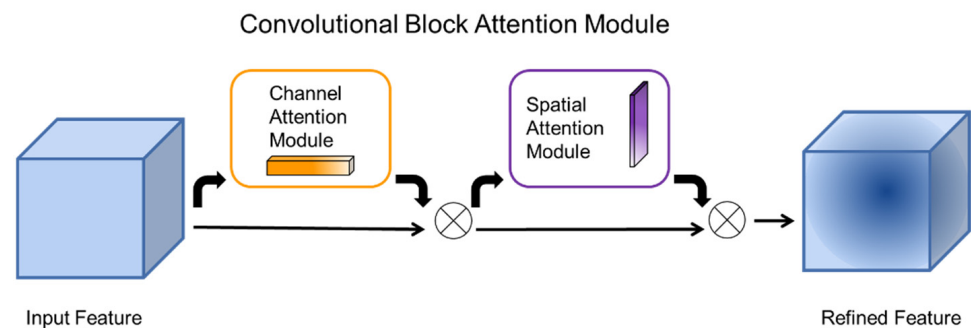 Convolutional Block Attention Module
Channel
Attention
Module
Spatial
Attention
Module
Input Feature
Refined Feature